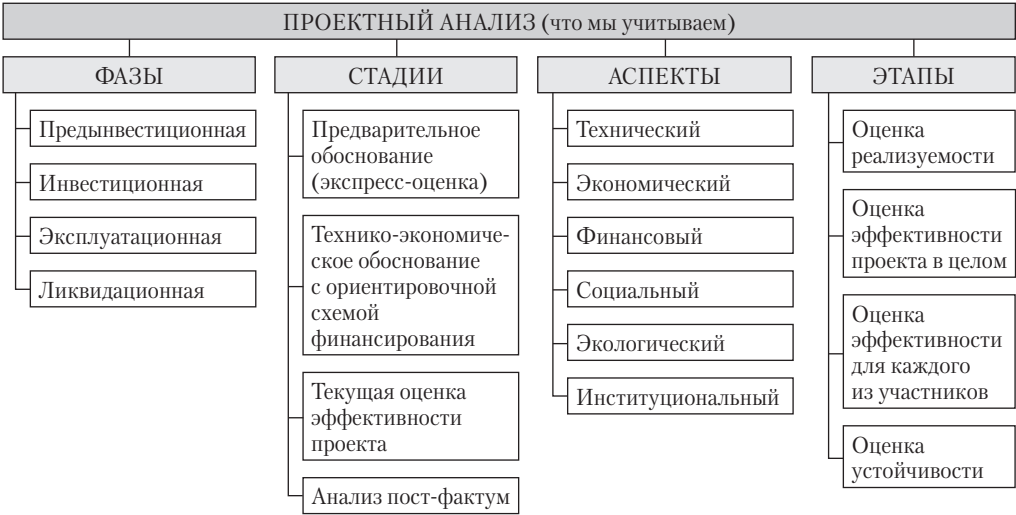 ПРОЕКТНЫЙ АНАЛИЗ (что мы учитываем)
ФАЗЫ
Предынвестиционная
Инвестиционная
Эксплуатационная
Ликвидационная
СТАДИИ
Предварительное
обоснование
(экспресс-оценка)
Технико-экономиче-
ское обоснование
с ориентировочной
схемой
финансирования
Текущая оценка
эффективности
проекта
Анализ пост-фактум
АСПЕКТЫ
Технический
Экономический
Финансовый
Социальный
Экологический
Институциональный
ЭТАПЫ
Оценка
реализуемости
Оценка
эффективности
проекта в целом
Оценка
эффективности
для каждого
из участников
Оценка
устойчивости